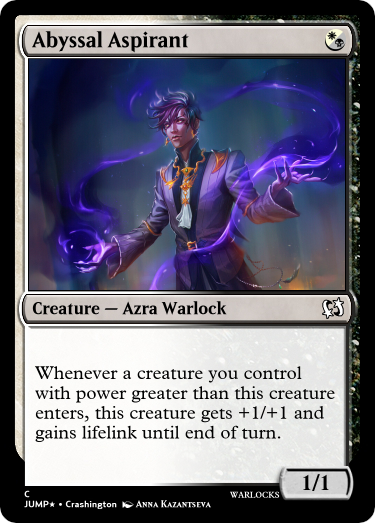 Abyssal Aspirant
Creature — Azra Warlock
Whenever a creature you control
with power greater than this creature
enters, this creature gets +1/+1 and
gains lifelink until end of turn.
1/1
C
WARLOCKS
JUMP★ • Crashington Anna Kazantseva